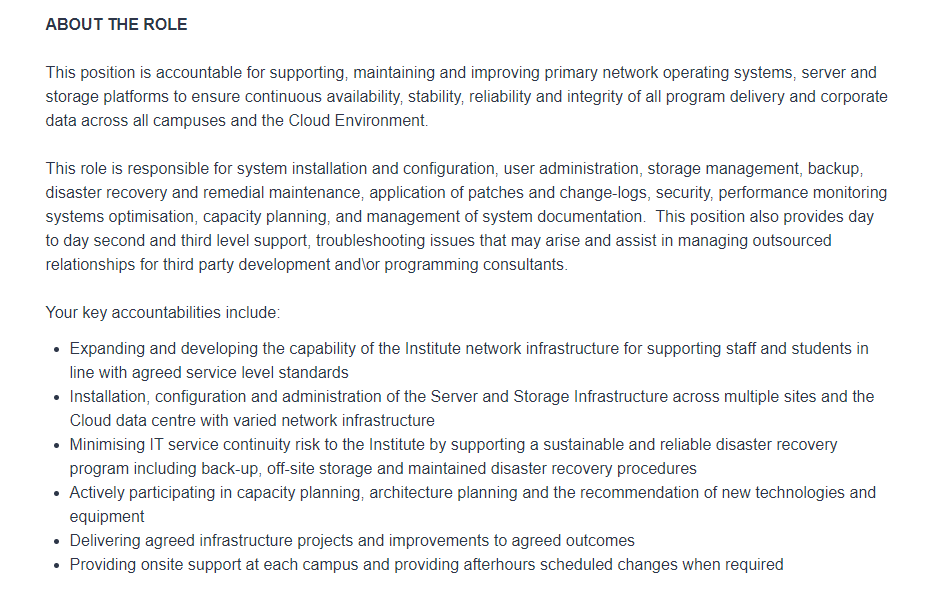 ABOUT THE ROLE
This position is accountable for supporting, maintaining and improving primary network operating systems, server and
storage platforms to ensure continuous availability, stability, reliability and integrity of all program delivery and corporate
data across all campuses and the Cloud Environment.
This role is responsible for system installation and configuration, user administration, storage management, backup,
disaster recovery and remedial maintenance, application of patches and change-logs, security, performance monitoring
systems optimisation, capacity planning, and management of system documentation.  This position also provides day
to day second and third level support, troubleshooting issues that may arise and assist in managing outsourced
relationships for third party development and\or programming consultants.
Your key accountabilities include:
• Expanding and developing the capability of the Institute network infrastructure for supporting staff and students in
line with agreed service level standards
• Installation, configuration and administration of the Server and Storage Infrastructure across multiple sites and the
Cloud data centre with varied network infrastructure
• Minimising IT service continuity risk to the Institute by supporting a sustainable and reliable disaster recovery
program including back-up, off-site storage and maintained disaster recovery procedures
• Actively participating in capacity planning, architecture planning and the recommendation of new technologies and
equipment
• Delivering agreed infrastructure projects and improvements to agreed outcomes
• Providing onsite support at each campus and providing afterhours scheduled changes when required